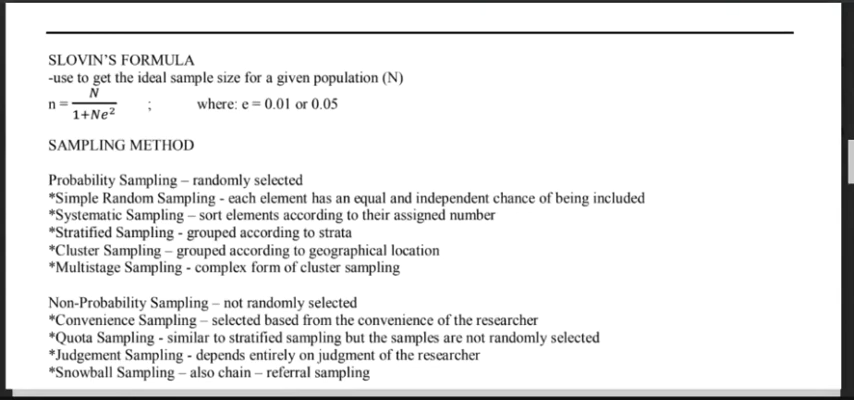 SLOVIN'S FORMULA
-use to get the ideal sample size for a given population (N)
n = N / 1+Ne² ; where: e = 0.01 or 0.05
SAMPLING METHOD
Probability Sampling – randomly selected
*Simple Random Sampling - each element has an equal and independent chance of being included
*Systematic Sampling – sort elements according to their assigned number
*Stratified Sampling - grouped according to strata
*Cluster Sampling – grouped according to geographical location
*Multistage Sampling - complex form of cluster sampling
Non-Probability Sampling – not randomly selected
*Convenience Sampling – selected based from the convenience of the researcher
*Quota Sampling - similar to stratified sampling but the samples are not randomly selected
*Judgement Sampling - depends entirely on judgment of the researcher
*Snowball Sampling – also chain – referral sampling